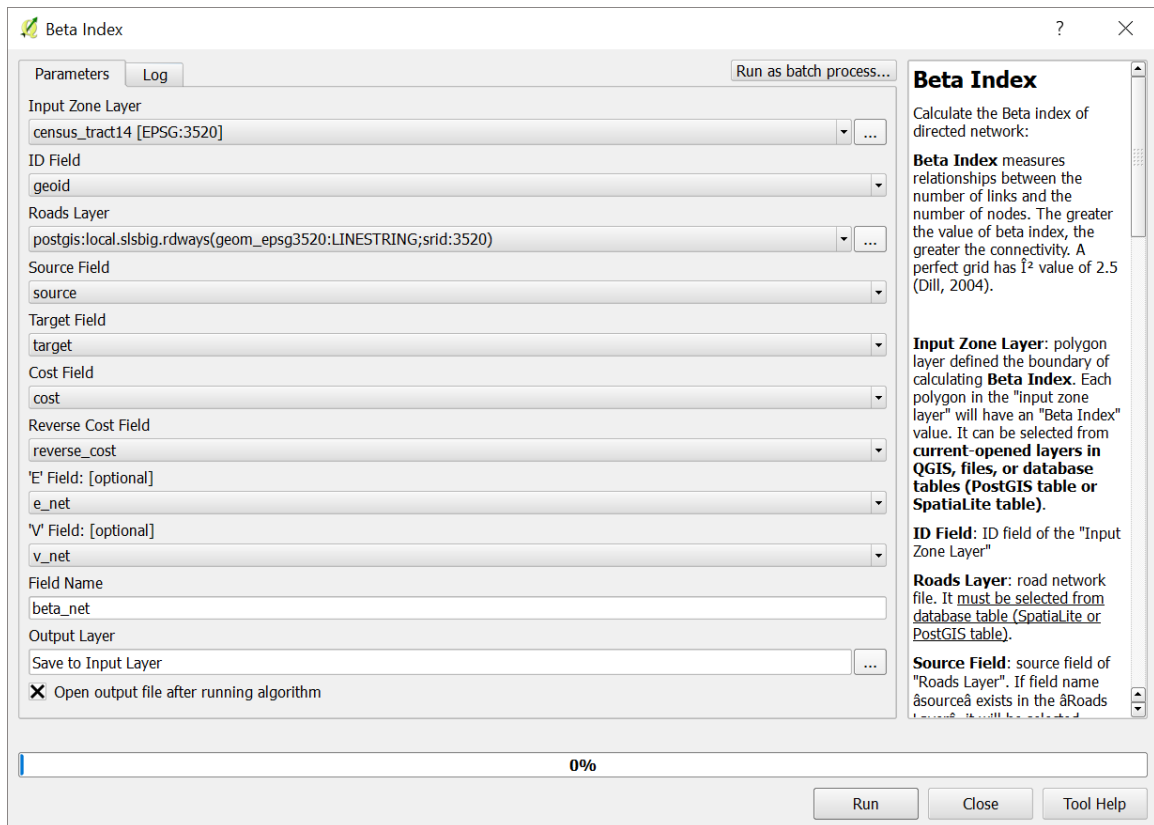 Beta Index
?
Parameters
Log
Run as batch process...
Input Zone Layer
census_tract14 [EPSG:3520]
...
ID Field
geoid
Roads Layer
postgis:local.slsbig.rdways(geom_epsg3520:LINESTRING;srid:3520)
...
Source Field
source
Target Field
target
Cost Field
cost
Reverse Cost Field
reverse_cost
'E' Field: [optional]
e_net
'V' Field: [optional]
v_net
Field Name
beta_net
Output Layer
Save to Input Layer
...
Open output file after running algorithm
Beta Index
Calculate the Beta index of
directed network:
Beta Index measures
relationships between the
number of links and the
number of nodes. The greater
the value of beta index, the
greater the connectivity. A
perfect grid has Î² value of 2.5
(Dill, 2004).
Input Zone Layer: polygon
layer defined the boundary of
calculating Beta Index. Each
polygon in the "input zone
layer" will have an "Beta Index"
value. It can be selected from
current-opened layers in
QGIS, files, or database
tables (PostGIS table or
SpatiaLite table).
ID Field: ID field of the "Input
Zone Layer"
Roads Layer: road network
file. It must be selected from
database table (SpatiaLite or
PostGIS table).
Source Field: source field of
"Roads Layer". If field name
âsourceâ exists in the âRoads
0%
Run
Close
Tool Help